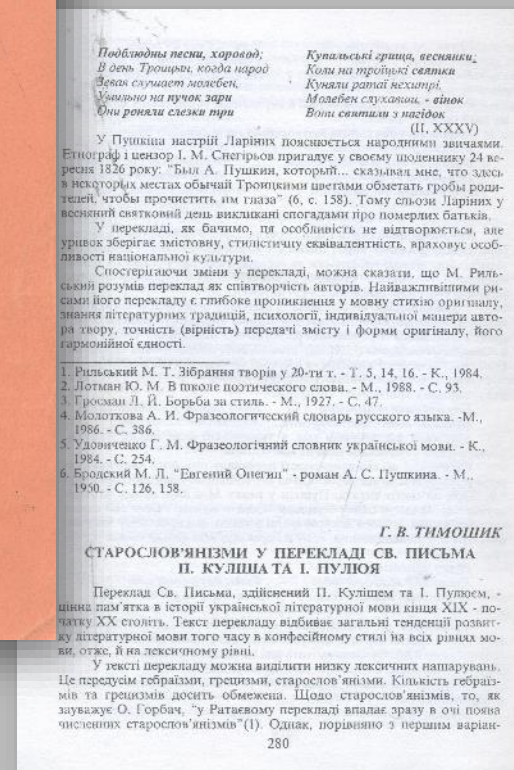 Подблюдны песни, хоровод;
В день Троицын, когда народ
Зевая слушает молебен,
Умильно на пучок зари
Они роняли слезки три
Купальські грища, веснянки;
Коли на троїцькі святки
Куняли ратаї нехитрі,
Молебен слухавши, - вінок
Вони святили з нагідок
(II, XXXV)
У Пушкіна настрій Ларіних пояснюється народними звичаями.
Етнограф і цензор І. М. Снегірьов пригадує у своєму щоденнику 24 ве-
ресня 1826 року: "Был А. Пушкин, который... сказывал мне, что здесь
в некоторых местах обычай Троицкими цветами обметать гробы роди-
телей, чтобы прочистить им глаза" (6, с. 158). Тому сльози Ларіних у
весняний святковий день викликані спогадами про померлих батьків.
У перекладі, як бачимо, ця особливість не відтворюється, але
уривок зберігає змістовну, стилістичну еквівалентність, враховує особ-
ливості національної культури.
Спостерігаючи зміни у перекладі, можна сказати, що М. Риль-
ський розумів переклад як співтворчість авторів. Найважливішими ри-
сами його перекладу є глибоке проникнення у мовну стихію оригіналу,
знання літературних традицій, психології, індивідуальної манери авто-
ра твору, точність (вірність) передачі змісту і форми оригіналу, його
гармонійної єдності.
1. Рильський М. Т. Зібрання творів у 20-ти т. - Т. 5, 14, 16. - К., 1984.
2. Лотман Ю. М. В школе поэтического слова. - М., 1988. - С. 93.
3. Гросман Л. Й. Борьба за стиль. - М., 1927. - С. 47.
4. Молоткова А. И. Фразеологический словарь русского языка. -М.,
1986. - С. 386.
5. Удовиченко Г. М. Фразеологічний словник української мови. - К.,
1984. - С. 254.
6. Бродский М. Л. "Евгений Онегин" - роман А. С. Пушкина. - М.,
1950. - С. 126, 158.
Г. В. ТИМОШИК
СТАРОСЛОВ'ЯНІЗМИ У ПЕРЕКЛАДІ СВ. ПИСЬМА
П. КУЛІША ТА І. ПУЛЮЯ
Переклад Св. Письма, здійснений П. Кулішем та І. Пулюєм, -
цінна пам'ятка в історії української літературної мови кінця XIX - по-
чатку XX століть. Текст перекладу відбиває загальні тенденції розвит-
ку літературної мови того часу в конфесійному стилі на всіх рівнях мо-
ви, отже, й на лексичному рівні.
У тексті перекладу можна виділити низку лексичних нашарувань.
Це передусім гебраїзми, грецизми, старослов'янізми. Кількість гебраїз-
мів та грецизмів досить обмежена. Щодо старослов'янізмів, то, як
зауважує О. Горбач, "у Ратаєвому перекладі впадає зразу в очі поява
численних старослов'янізмів"(1). Однак, порівняно з першим варіан-
280